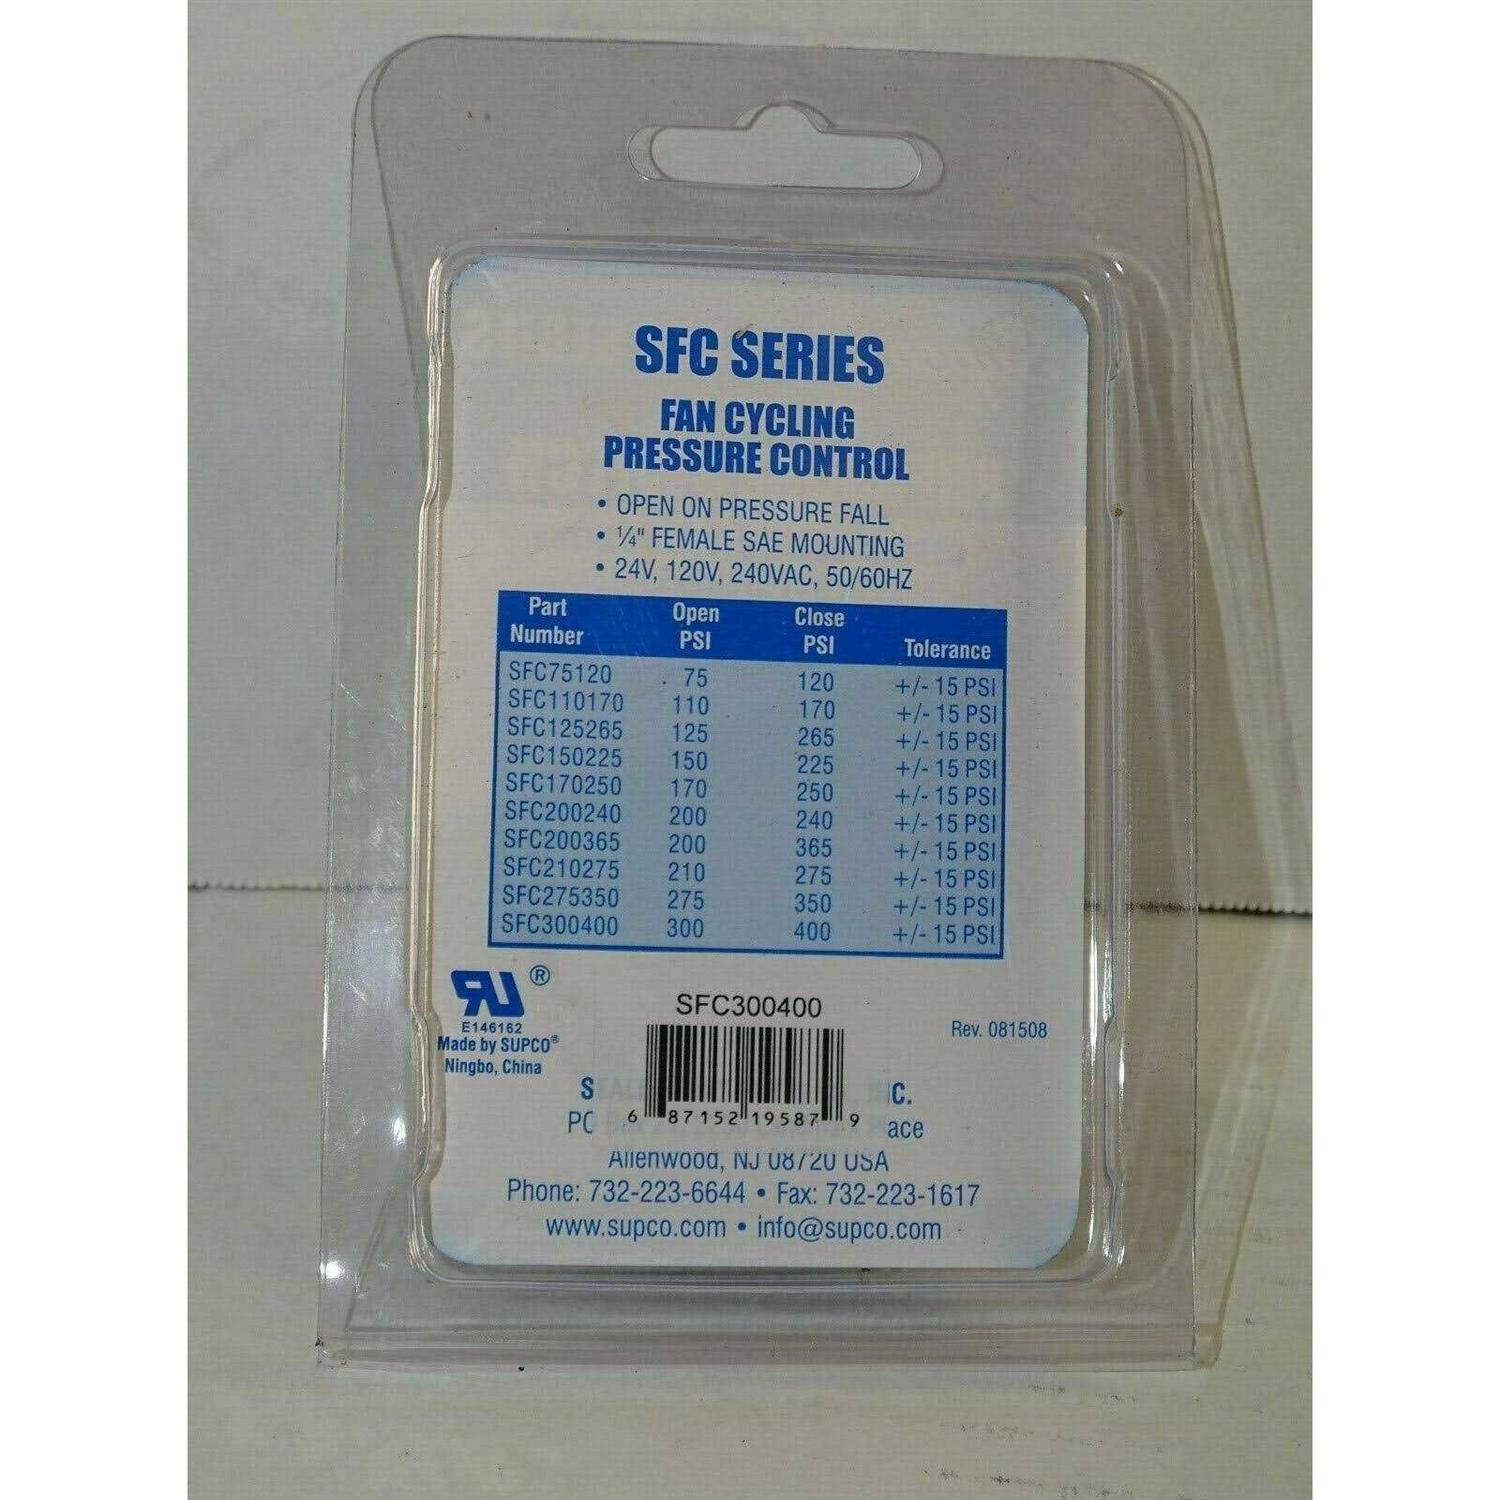 SFC SERIES
FAN CYCLING
PRESSURE CONTROL
• OPEN ON PRESSURE FALL
• ¼" FEMALE SAE MOUNTING
• 24V, 120V, 240VAC, 50/60HZ
Part Number Open PSI Close PSI Tolerance
SFC75120 75 120 +/- 15 PSI
SFC110170 110 170 +/- 15 PSI
SFC125265 125 265 +/- 15 PSI
SFC150225 150 225 +/- 15 PSI
SFC170250 170 250 +/- 15 PSI
SFC200240 200 240 +/- 15 PSI
SFC200365 200 365 +/- 15 PSI
SFC210275 210 275 +/- 15 PSI
SFC275350 275 350 +/- 15 PSI
SFC300400 300 400 +/- 15 PSI
RU®
E146162
Made by SUPCO®
Ningbo, China
SFC300400
6 87152 19587 9
Rev. 081508
Allenwood, NJ 08720 USA
Phone: 732-223-6644 • Fax: 732-223-1617
www.supco.com • info@supco.com